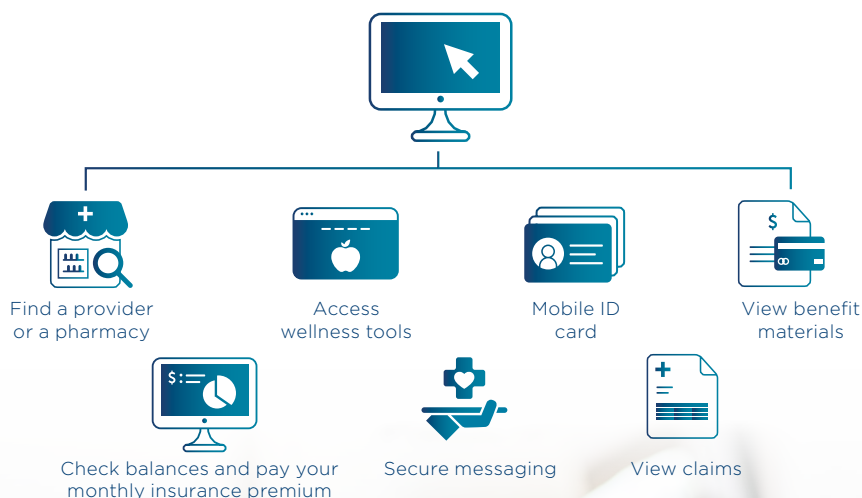 Find a provider
or a pharmacy
Access
wellness tools
Mobile ID
card
View benefit
materials
$
$:
Check balances and pay your
monthly insurance premium
Secure messaging
View claims